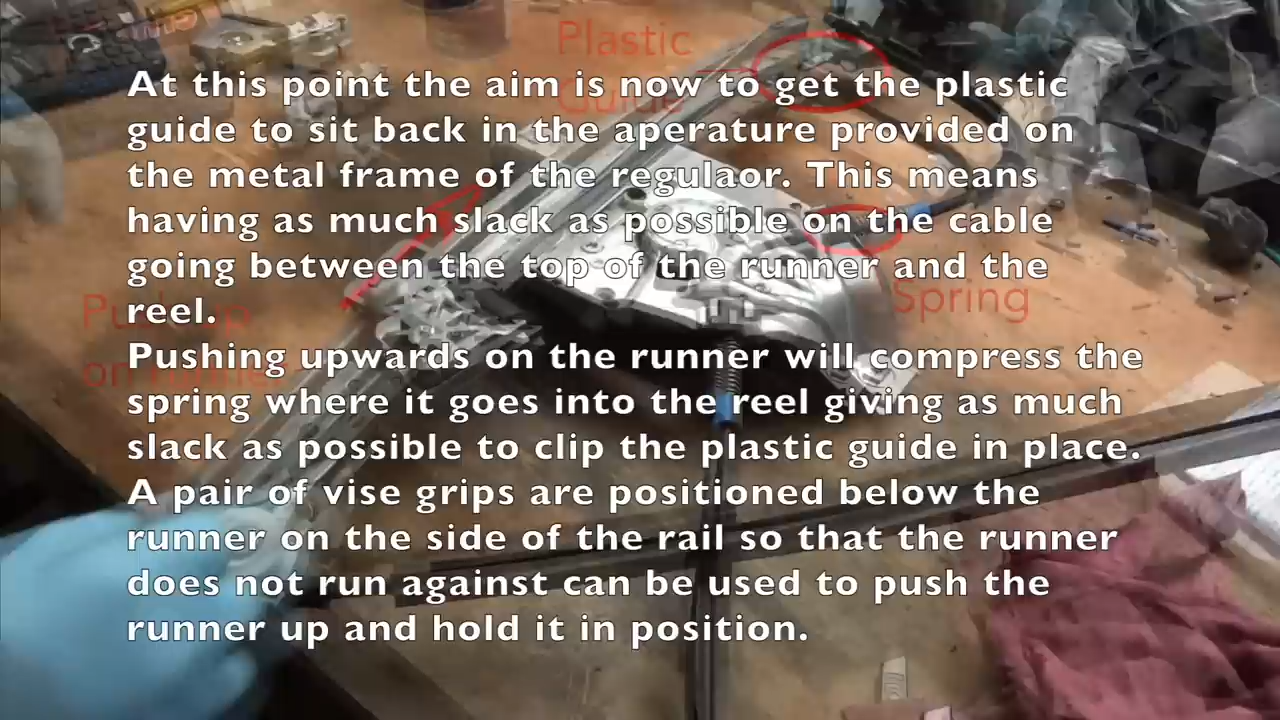 Plastic
Guide
At this point the aim is now to get the plastic
guide to sit back in the aperature provided on
the metal frame of the regulaor. This means
having as much slack as possible on the cable
going between the top of the runner and the
reel.
Spring
Pushing upwards on the runner will compress the
spring where it goes into the reel giving as much
slack as possible to clip the plastic guide in place.
A pair of vise grips are positioned below the
runner on the side of the rail so that the runner
does not run against can be used to push the
runner up and hold it in position.